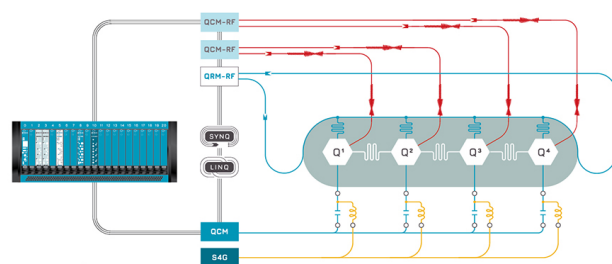 QCM-RF
QCM-RF
QRM-RF
SYNQ
LINQ
Q1 Q2 Q3 Q4
QCM
S4G